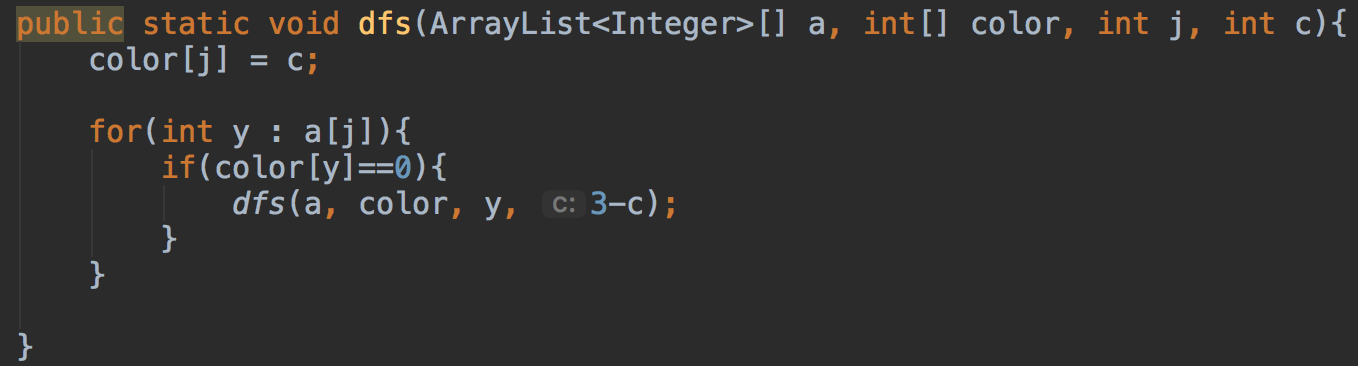 public static void dfs(ArrayList<Integer>[] a, int[] color, int j, int c){
color[j] = c;
for(int y : a[j]){
if(color[y]==0){
dfs(a, color, y, c: 3-c);
}
}
}